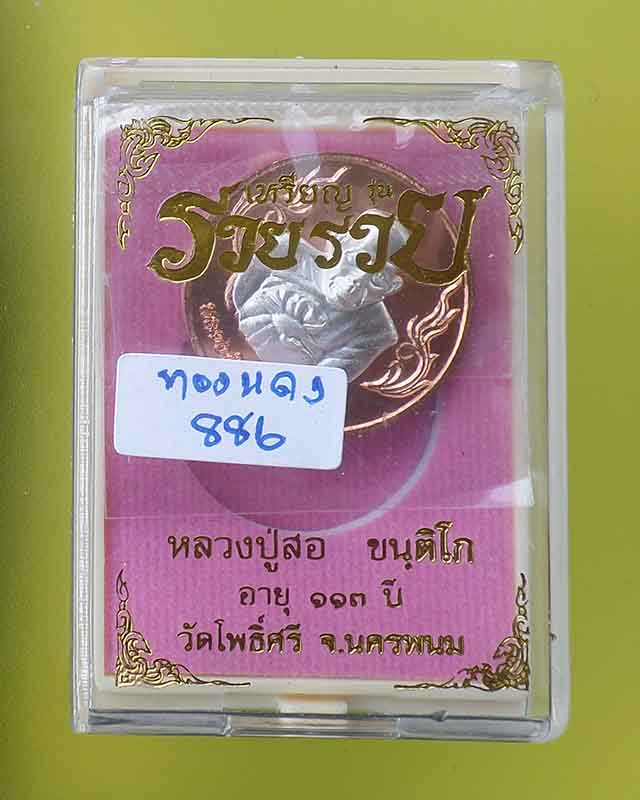 เหรียญ รุ่น
รวยรวย
ทองแดง
886
หลวงปู่สอ ขนฺติโก
อายุ ๑๑๓ ปี
วัดโพธิ์ศรี จ.นครพนม